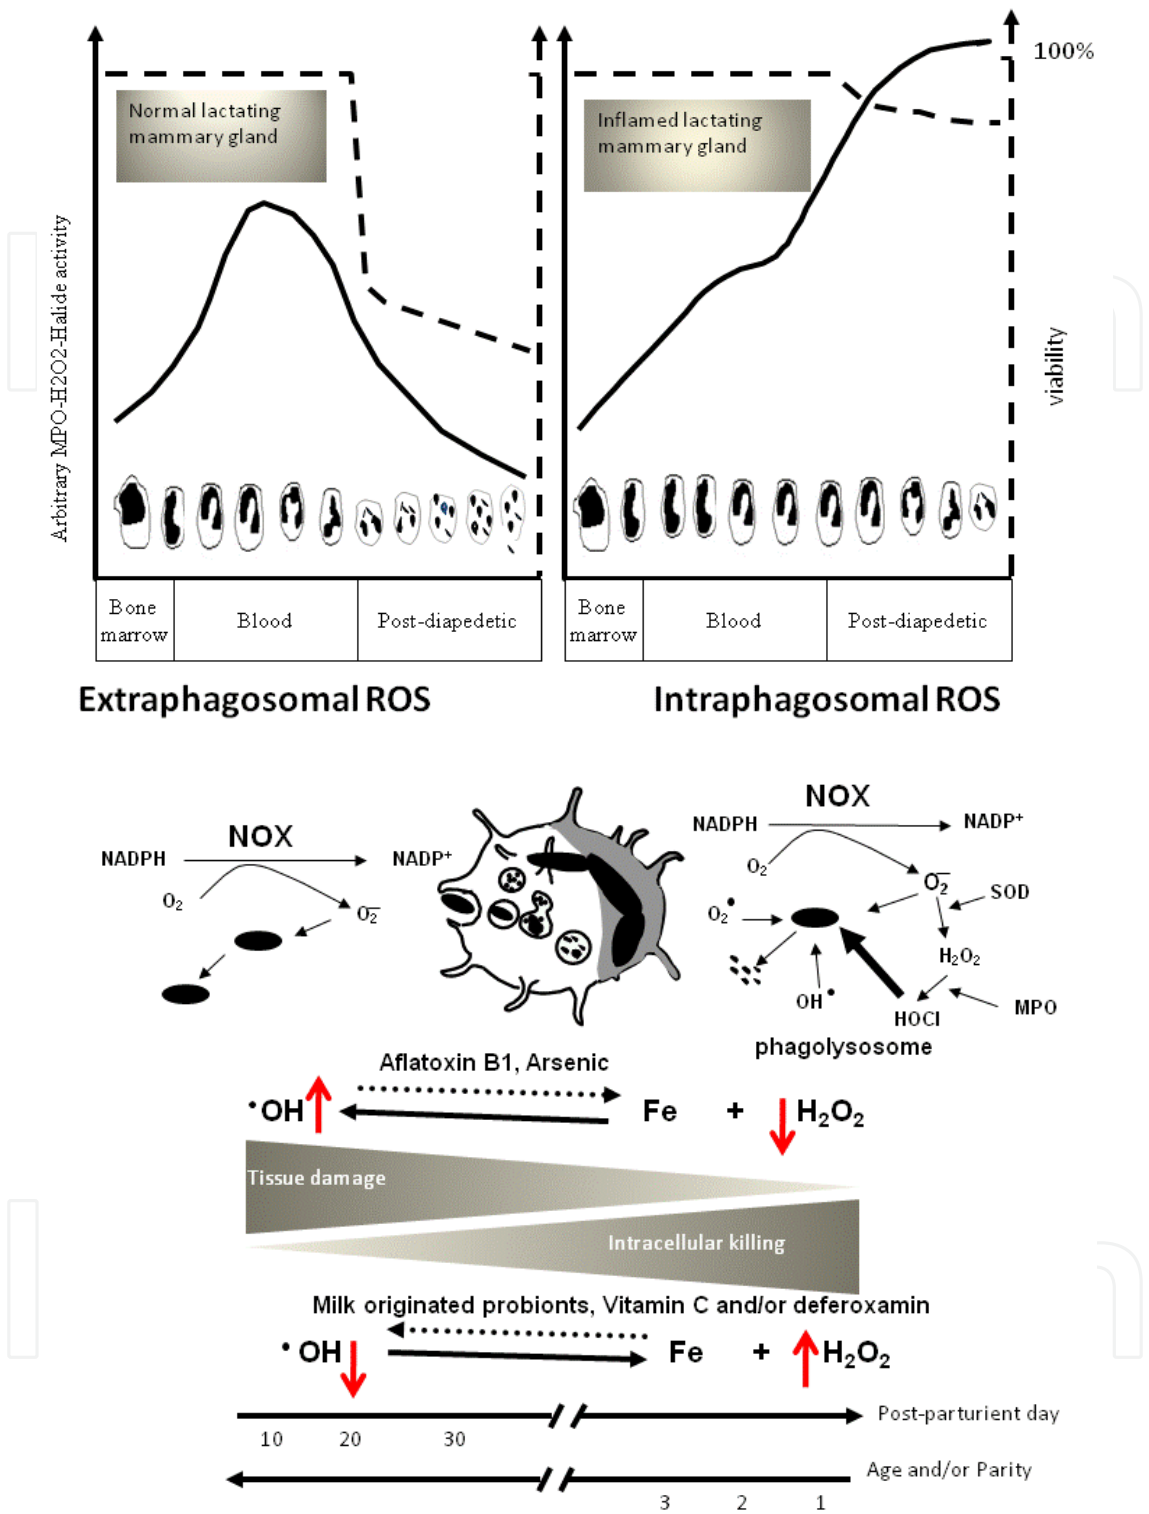 100%
Normal lactating
mammary gland
Inflamed lactating
mammary gland
Arbitrary MPO-H2O2-Halide activity
viability
Bone
marrow
Blood
Post-diapedetic
Bone
marrow
Blood
Post-diapedetic
Extraphagosomal ROS
Intraphagosomal ROS
NOX
NADPH
NADP+
O2
O2−
NOX
NADPH
NADP+
O2
O2−
SOD
O2•
H2O2
OH•
HOCl
MPO
phagolysosome
Aflatoxin B1, Arsenic
•OH
Fe + H2O2
Tissue damage
Intracellular killing
Milk originated probionts, Vitamin C and/or deferoxamin
•OH
Fe + H2O2
Post-parturient day
10 20 30
Age and/or Parity
3 2 1